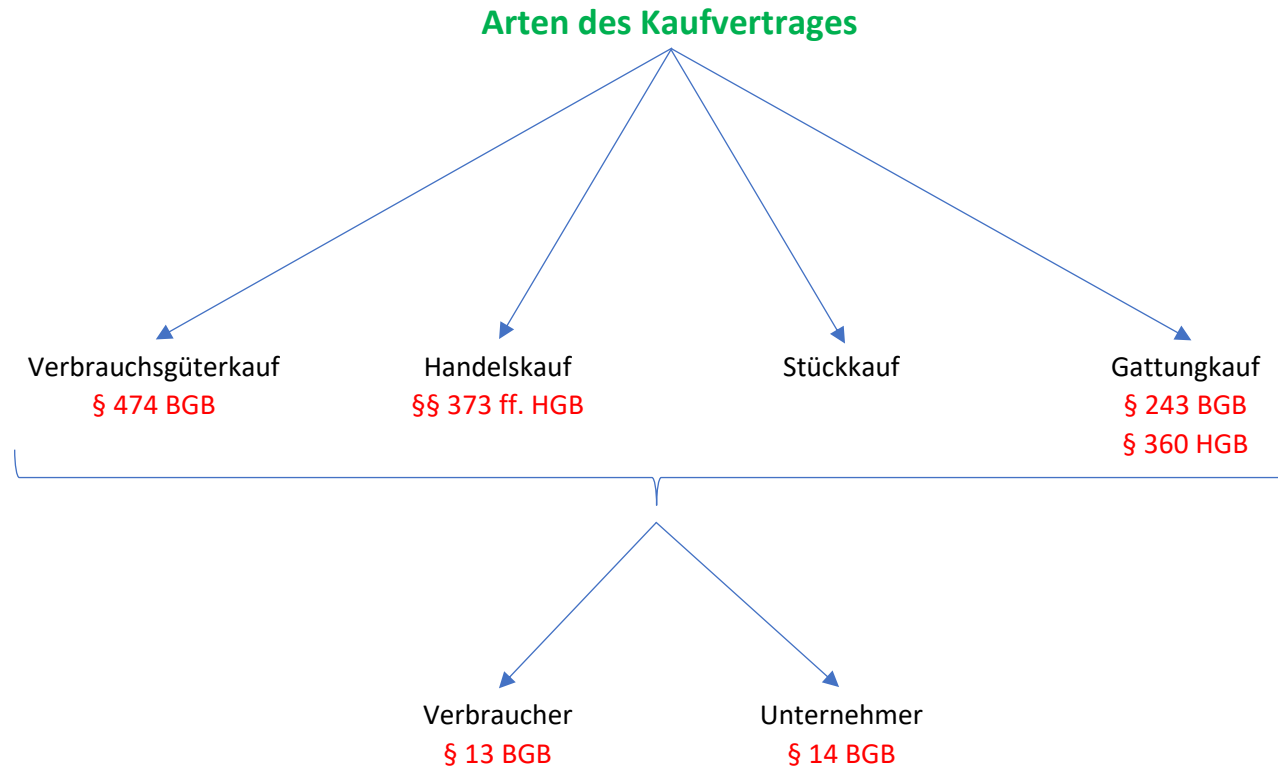 Arten des Kaufvertrages
Verbrauchsgüterkauf
§ 474 BGB
Handelskauf
§§ 373 ff. HGB
Stückkauf
Gattungkauf
§ 243 BGB
§ 360 HGB
Verbraucher
§ 13 BGB
Unternehmer
§ 14 BGB